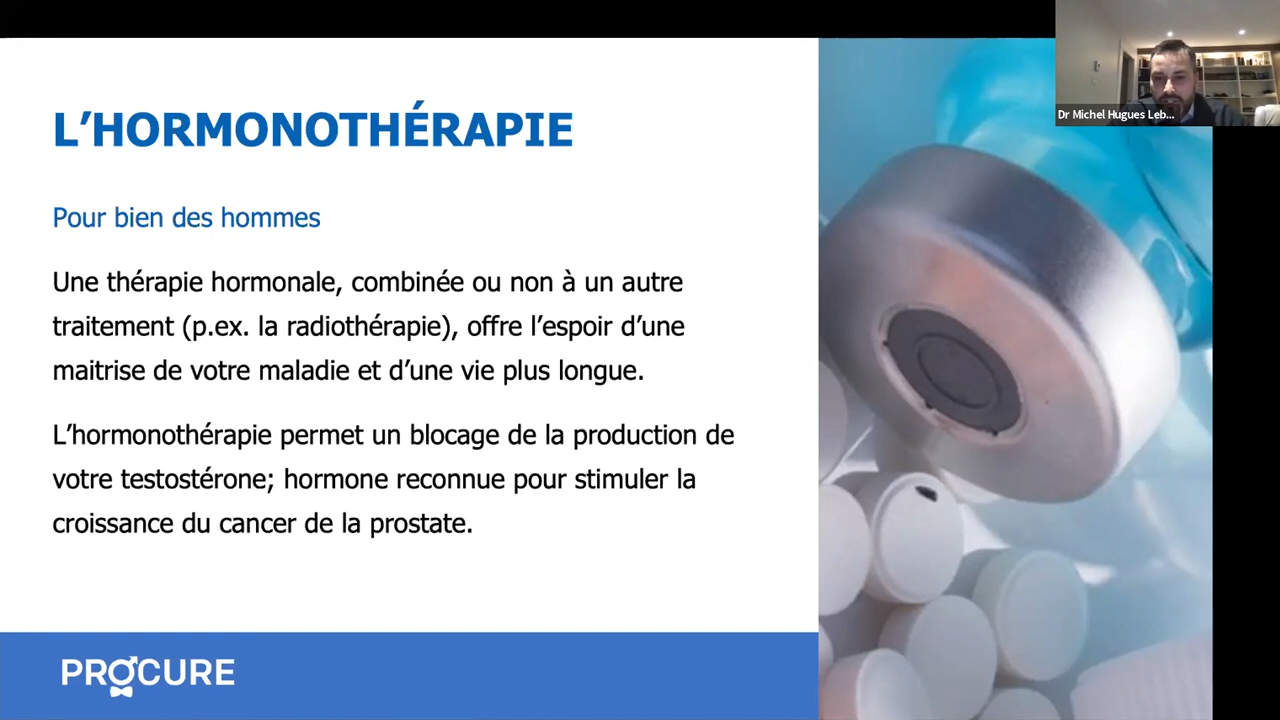 L’HORMONOTHÉRAPIE
Pour bien des hommes
Une thérapie hormonale, combinée ou non à un autre
traitement (p.ex. la radiothérapie), offre l’espoir d’une
maitrise de votre maladie et d’une vie plus longue.
L’hormonothérapie permet un blocage de la production de
votre testostérone; hormone reconnue pour stimuler la
croissance du cancer de la prostate.
PROCURE
Dr Michel Hugues Leb...